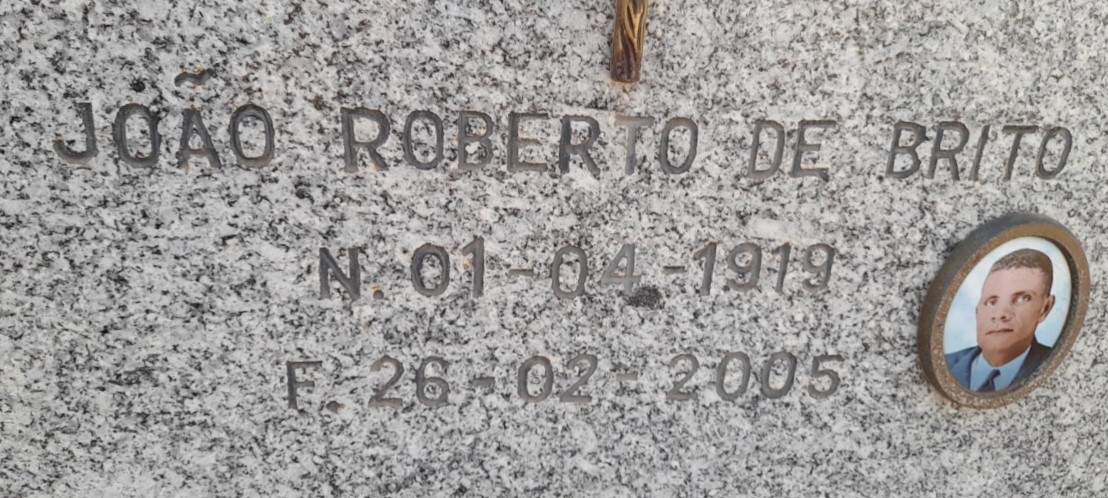 JOÃO ROBERTO DE BRITO
N. 01-04-1919
F. 26-02-2005